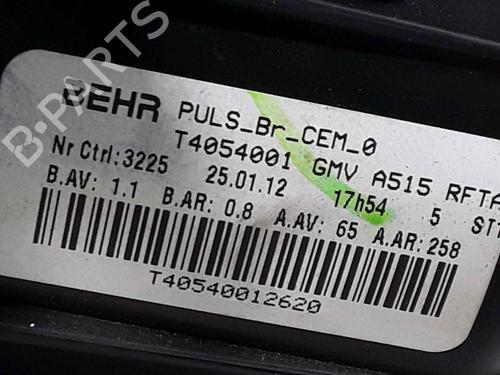 BEHR PULS_Br_CEM_0
T4054001 GMV A515 RFTA
Nr Ctrl:3225 25.01.12 17h54 5 ST
B.AV: 1.1 B.AR: 0.8 A.AV: 65 A.AR: 258
T40540012620
B-PARTS